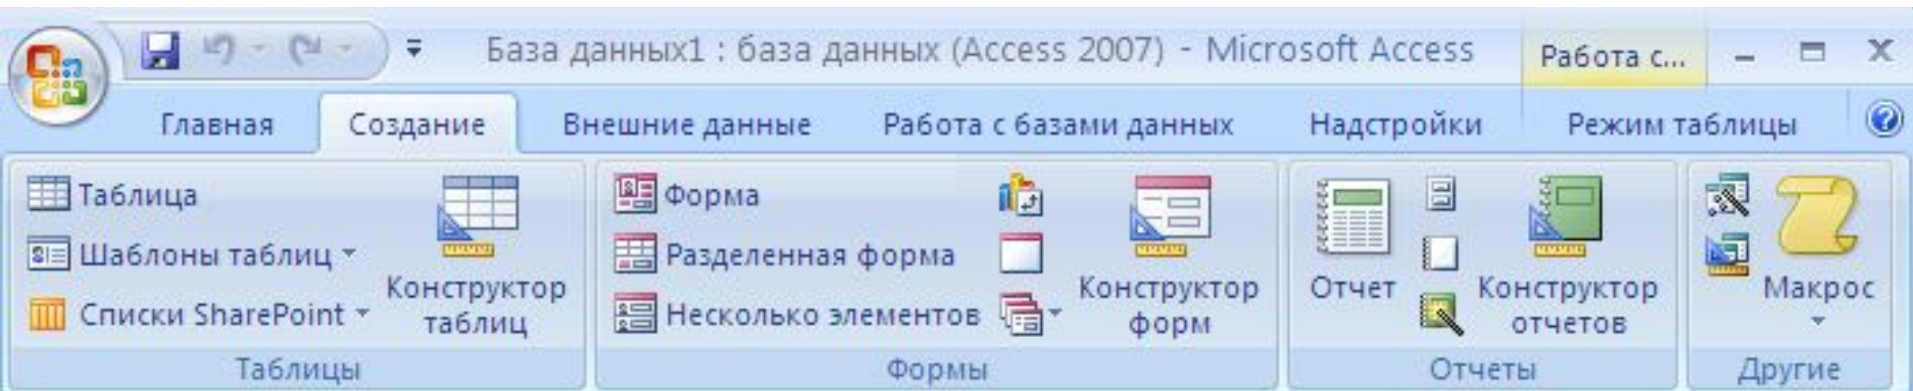 База данных1 : база данных (Access 2007) - Microsoft Access
Работа с...
Главная
Создание
Внешние данные
Работа с базами данных
Надстройки
Режим таблицы
Таблица
Шаблоны таблиц
Списки SharePoint
Конструктор
таблиц
Таблицы
Форма
Разделенная форма
Несколько элементов
Конструктор
форм
Формы
Отчет
Конструктор
отчетов
Отчеты
Макрос
Другие